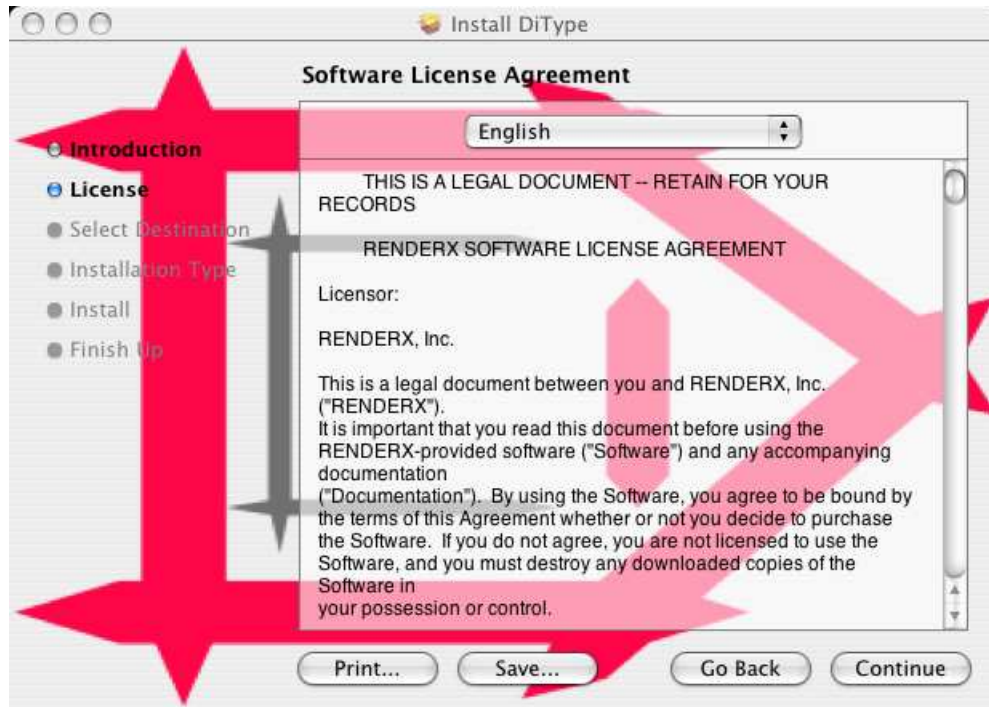 Install DiType
Software License Agreement
Introduction
License
Select Destination
Installation Type
Install
Finish Up
English
THIS IS A LEGAL DOCUMENT -- RETAIN FOR YOUR
RECORDS
RENDERX SOFTWARE LICENSE AGREEMENT
Licensor:
RENDERX, Inc.
This is a legal document between you and RENDERX, Inc.
("RENDERX").
It is important that you read this document before using the
RENDERX-provided software ("Software") and any accompanying
documentation
("Documentation").  By using the Software, you agree to be bound by
the terms of this Agreement whether or not you decide to purchase
the Software.  If you do not agree, you are not licensed to use the
Software, and you must destroy any downloaded copies of the
Software in
your possession or control.
Print... Save... Go Back Continue